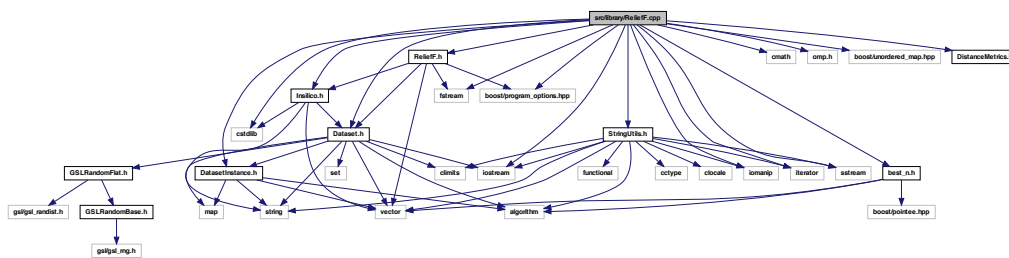 src/library/ReliefF.cpp
ReliefF.h
cmath
omp.h
boost/unordered_map.hpp
DistanceMetrics.
Insilico.h
fstream
boost/program_options.hpp
cstdlib
Dataset.h
StringUtils.h
GSLRandomFlat.h
DatasetInstance.h
set
climits
iostream
functional
cctype
clocale
iomanip
iterator
sstream
best_n.h
gsl/gsl_randist.h
GSLRandomBase.h
map
string
vector
algorithm
boost/pointee.hpp
gsl/gsl_rng.h